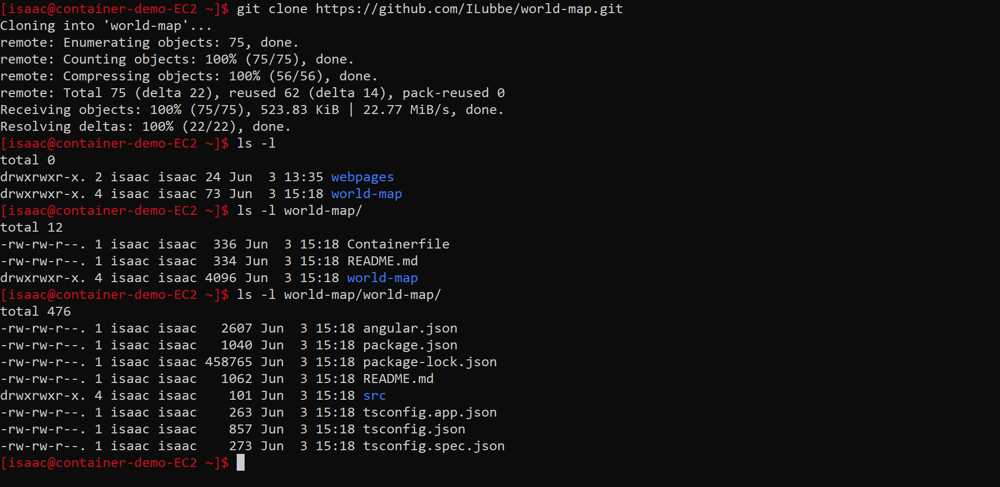 [isaac@container-demo-EC2 ~]$ git clone https://github.com/ILubbe/world-map.git
Cloning into 'world-map'...
remote: Enumerating objects: 75, done.
remote: Counting objects: 100% (75/75), done.
remote: Compressing objects: 100% (56/56), done.
remote: Total 75 (delta 22), reused 62 (delta 14), pack-reused 0
Receiving objects: 100% (75/75), 523.83 KiB | 22.77 MiB/s, done.
Resolving deltas: 100% (22/22), done.
[isaac@container-demo-EC2 ~]$ ls -l
total 0
drwxrwxr-x. 2 isaac isaac 24 Jun  3 13:35 webpages
drwxrwxr-x. 4 isaac isaac 73 Jun  3 15:18 world-map
[isaac@container-demo-EC2 ~]$ ls -l world-map/
total 12
-rw-rw-r--. 1 isaac isaac  336 Jun  3 15:18 Containerfile
-rw-rw-r--. 1 isaac isaac  334 Jun  3 15:18 README.md
drwxrwxr-x. 4 isaac isaac 4096 Jun  3 15:18 world-map
[isaac@container-demo-EC2 ~]$ ls -l world-map/world-map/
total 476
-rw-rw-r--. 1 isaac isaac   2607 Jun  3 15:18 angular.json
-rw-rw-r--. 1 isaac isaac   1040 Jun  3 15:18 package.json
-rw-rw-r--. 1 isaac isaac 458765 Jun  3 15:18 package-lock.json
-rw-rw-r--. 1 isaac isaac   1062 Jun  3 15:18 README.md
drwxrwxr-x. 4 isaac isaac    101 Jun  3 15:18 src
-rw-rw-r--. 1 isaac isaac    263 Jun  3 15:18 tsconfig.app.json
-rw-rw-r--. 1 isaac isaac    857 Jun  3 15:18 tsconfig.json
-rw-rw-r--. 1 isaac isaac    273 Jun  3 15:18 tsconfig.spec.json
[isaac@container-demo-EC2 ~]$